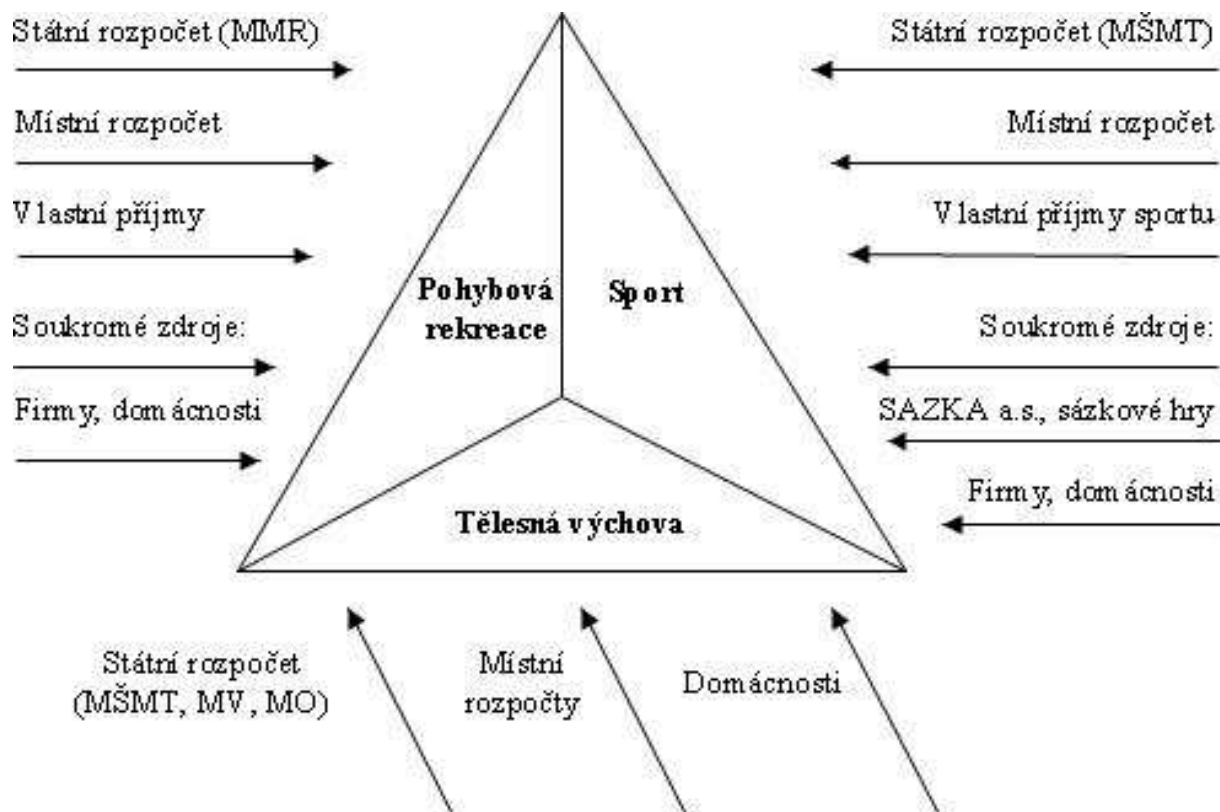 Státní rozpočet (MMR)
Místní rozpočet
Vlastní příjmy
Soukromé zdroje:
Firmy, domácnosti
Pohybová
rekreace
Sport
Tělesná výchova
Státní rozpočet (MŠMT)
Místní rozpočet
Vlastní příjmy sportu
Soukromé zdroje:
SAZKA a.s., sázkové hry
Firmy, domácnosti
Státní rozpočet
(MŠMT, MV, MO)
Místní
rozpočty
Domácnosti